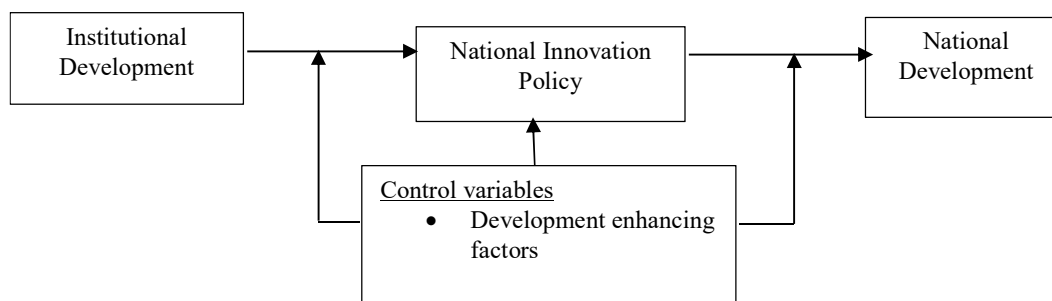 Institutional
Development
National Innovation
Policy
National
Development
Control variables
• Development enhancing
factors